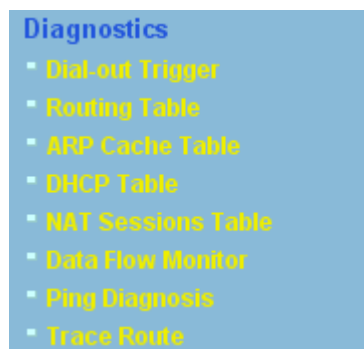 Diagnostics
Dial-out Trigger
Routing Table
ARP Cache Table
DHCP Table
NAT Sessions Table
Data Flow Monitor
Ping Diagnosis
Trace Route